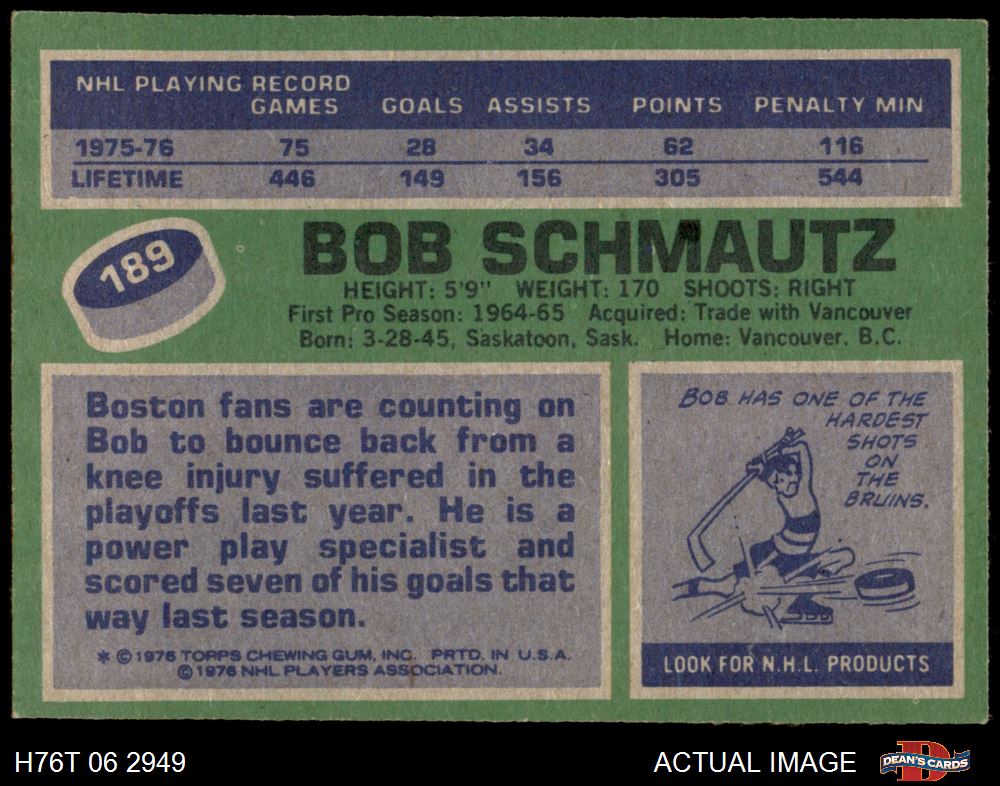 NHL PLAYING RECORD
GAMES GOALS ASSISTS POINTS PENALTY MIN
1975-76 75 28 34 62 116
LIFETIME 446 149 156 305 544
189
BOB SCHMAUTZ
HEIGHT: 5'9" WEIGHT: 170 SHOOTS: RIGHT
First Pro Season: 1964-65 Acquired: Trade with Vancouver
Born: 3-28-45, Saskatoon, Sask. Home: Vancouver, B.C.
Boston fans are counting on
Bob to bounce back from a
knee injury suffered in the
playoffs last year. He is a
power play specialist and
scored seven of his goals that
way last season.
* © 1976 TOPPS CHEWING GUM, INC. PRTD. IN U.S.A.
© 1976 NHL PLAYERS ASSOCIATION.
BOB HAS ONE OF THE
HARDEST
SHOTS
ON
THE
BRUINS.
LOOK FOR N.H.L. PRODUCTS
H76T 06 2949
ACTUAL IMAGE
D
DEAN'S CARDS